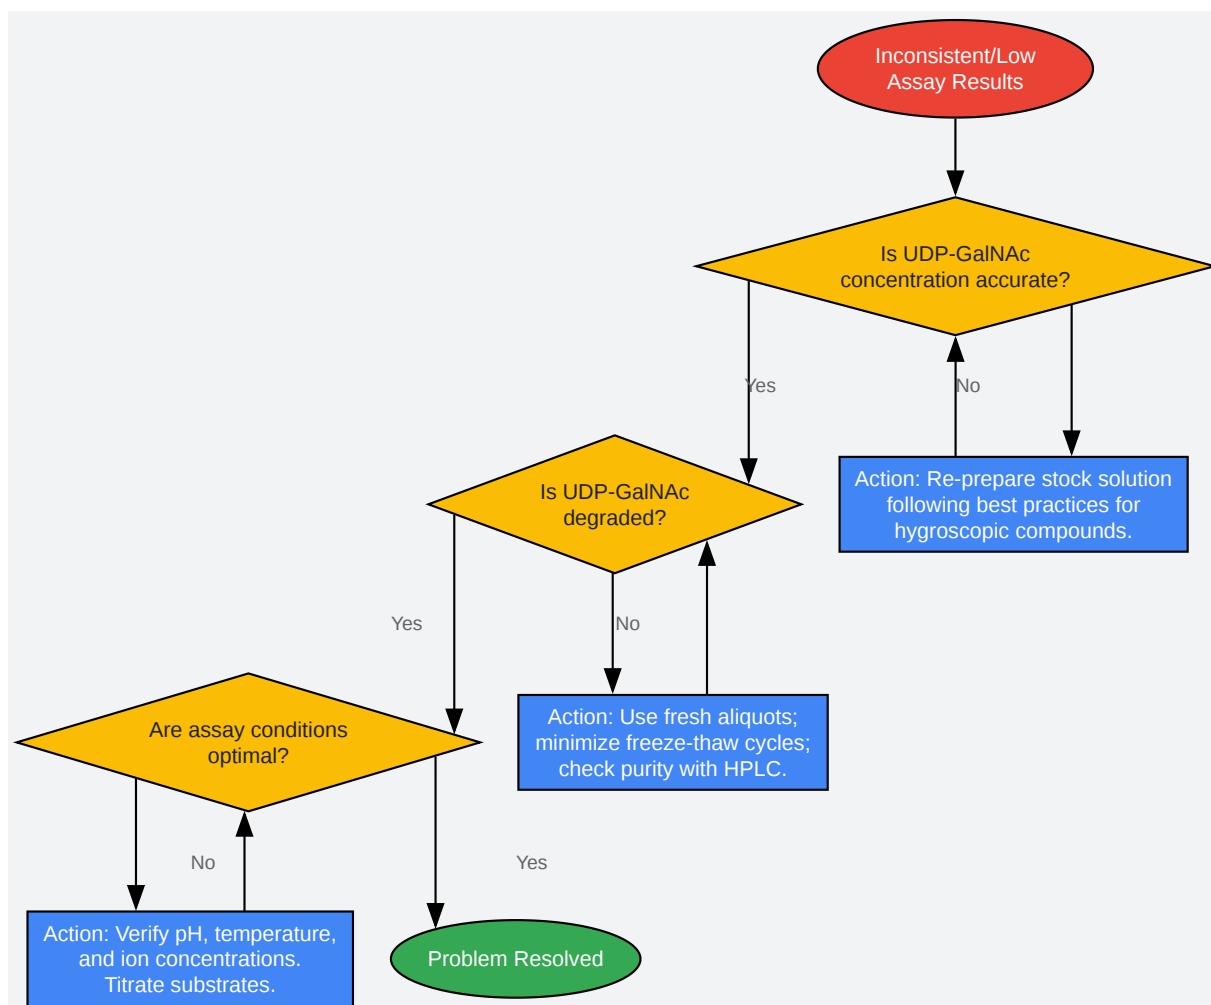 Inconsistent/Low
Assay Results
Is UDP-GalNAc
concentration accurate?
Yes
No
Action: Re-prepare stock solution
following best practices for
hygroscopic compounds.
Is UDP-GalNAc
degraded?
Yes
No
Action: Use fresh aliquots;
minimize freeze-thaw cycles;
check purity with HPLC.
Are assay conditions
optimal?
No
Yes
Action: Verify pH, temperature,
and ion concentrations.
Titrate substrates.
Problem Resolved